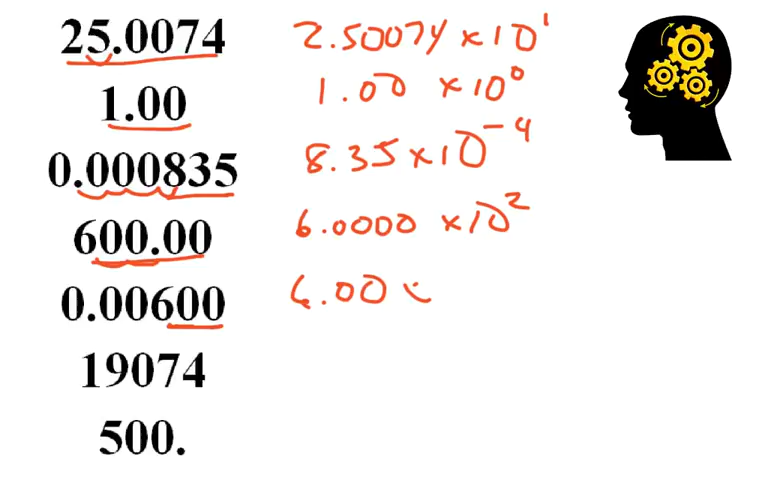 25.0074 2.50074 × 10¹
1.00 1.00 × 10⁰
0.000835 8.35 × 10⁻⁴
600.00 6.0000 × 10²
0.00600 6.00
19074
500.